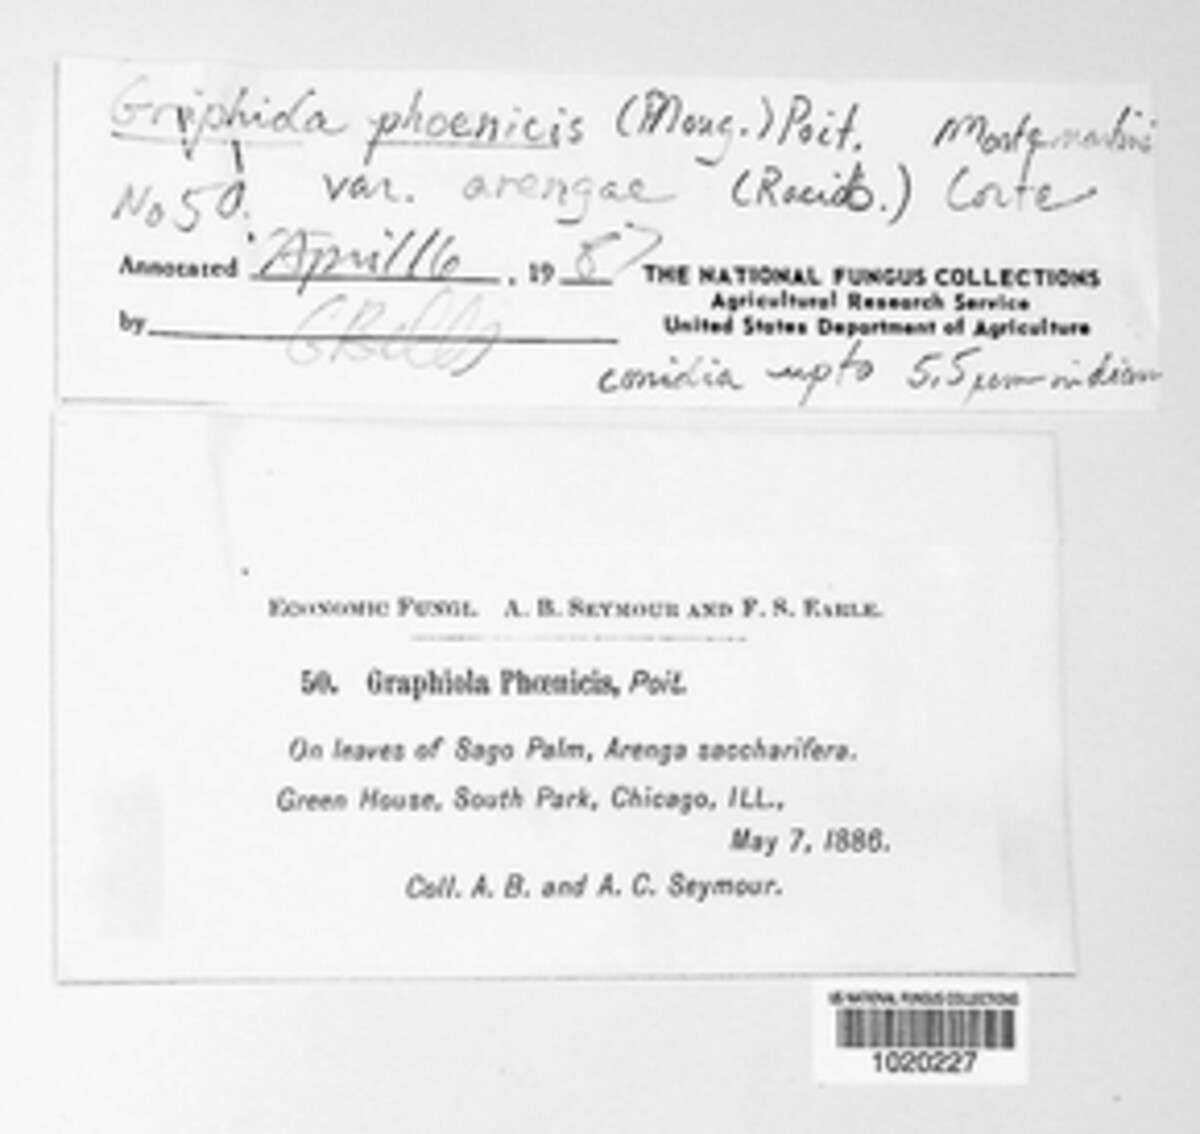 Graphiola phoenicis (Moug.) Poit.
No 50. var. arengae (Racib.)
Annotated April 16, 1987
by
THE NATIONAL FUNGUS COLLECTIONS
Agricultural Research Service
United States Department of Agriculture
conidia up to 5.5 µm in diam
ECONOMIC FUNGI. A. B. SEYMOUR AND F. S. EARLE.
50. Graphiola Phœnicis, Poit.
On leaves of Sago Palm, Arenga saccharifera.
Green House, South Park, Chicago, ILL.,
May 7, 1886.
Coll. A. B. and A. C. Seymour.
US NATIONAL FUNGUS COLLECTIONS
1020227